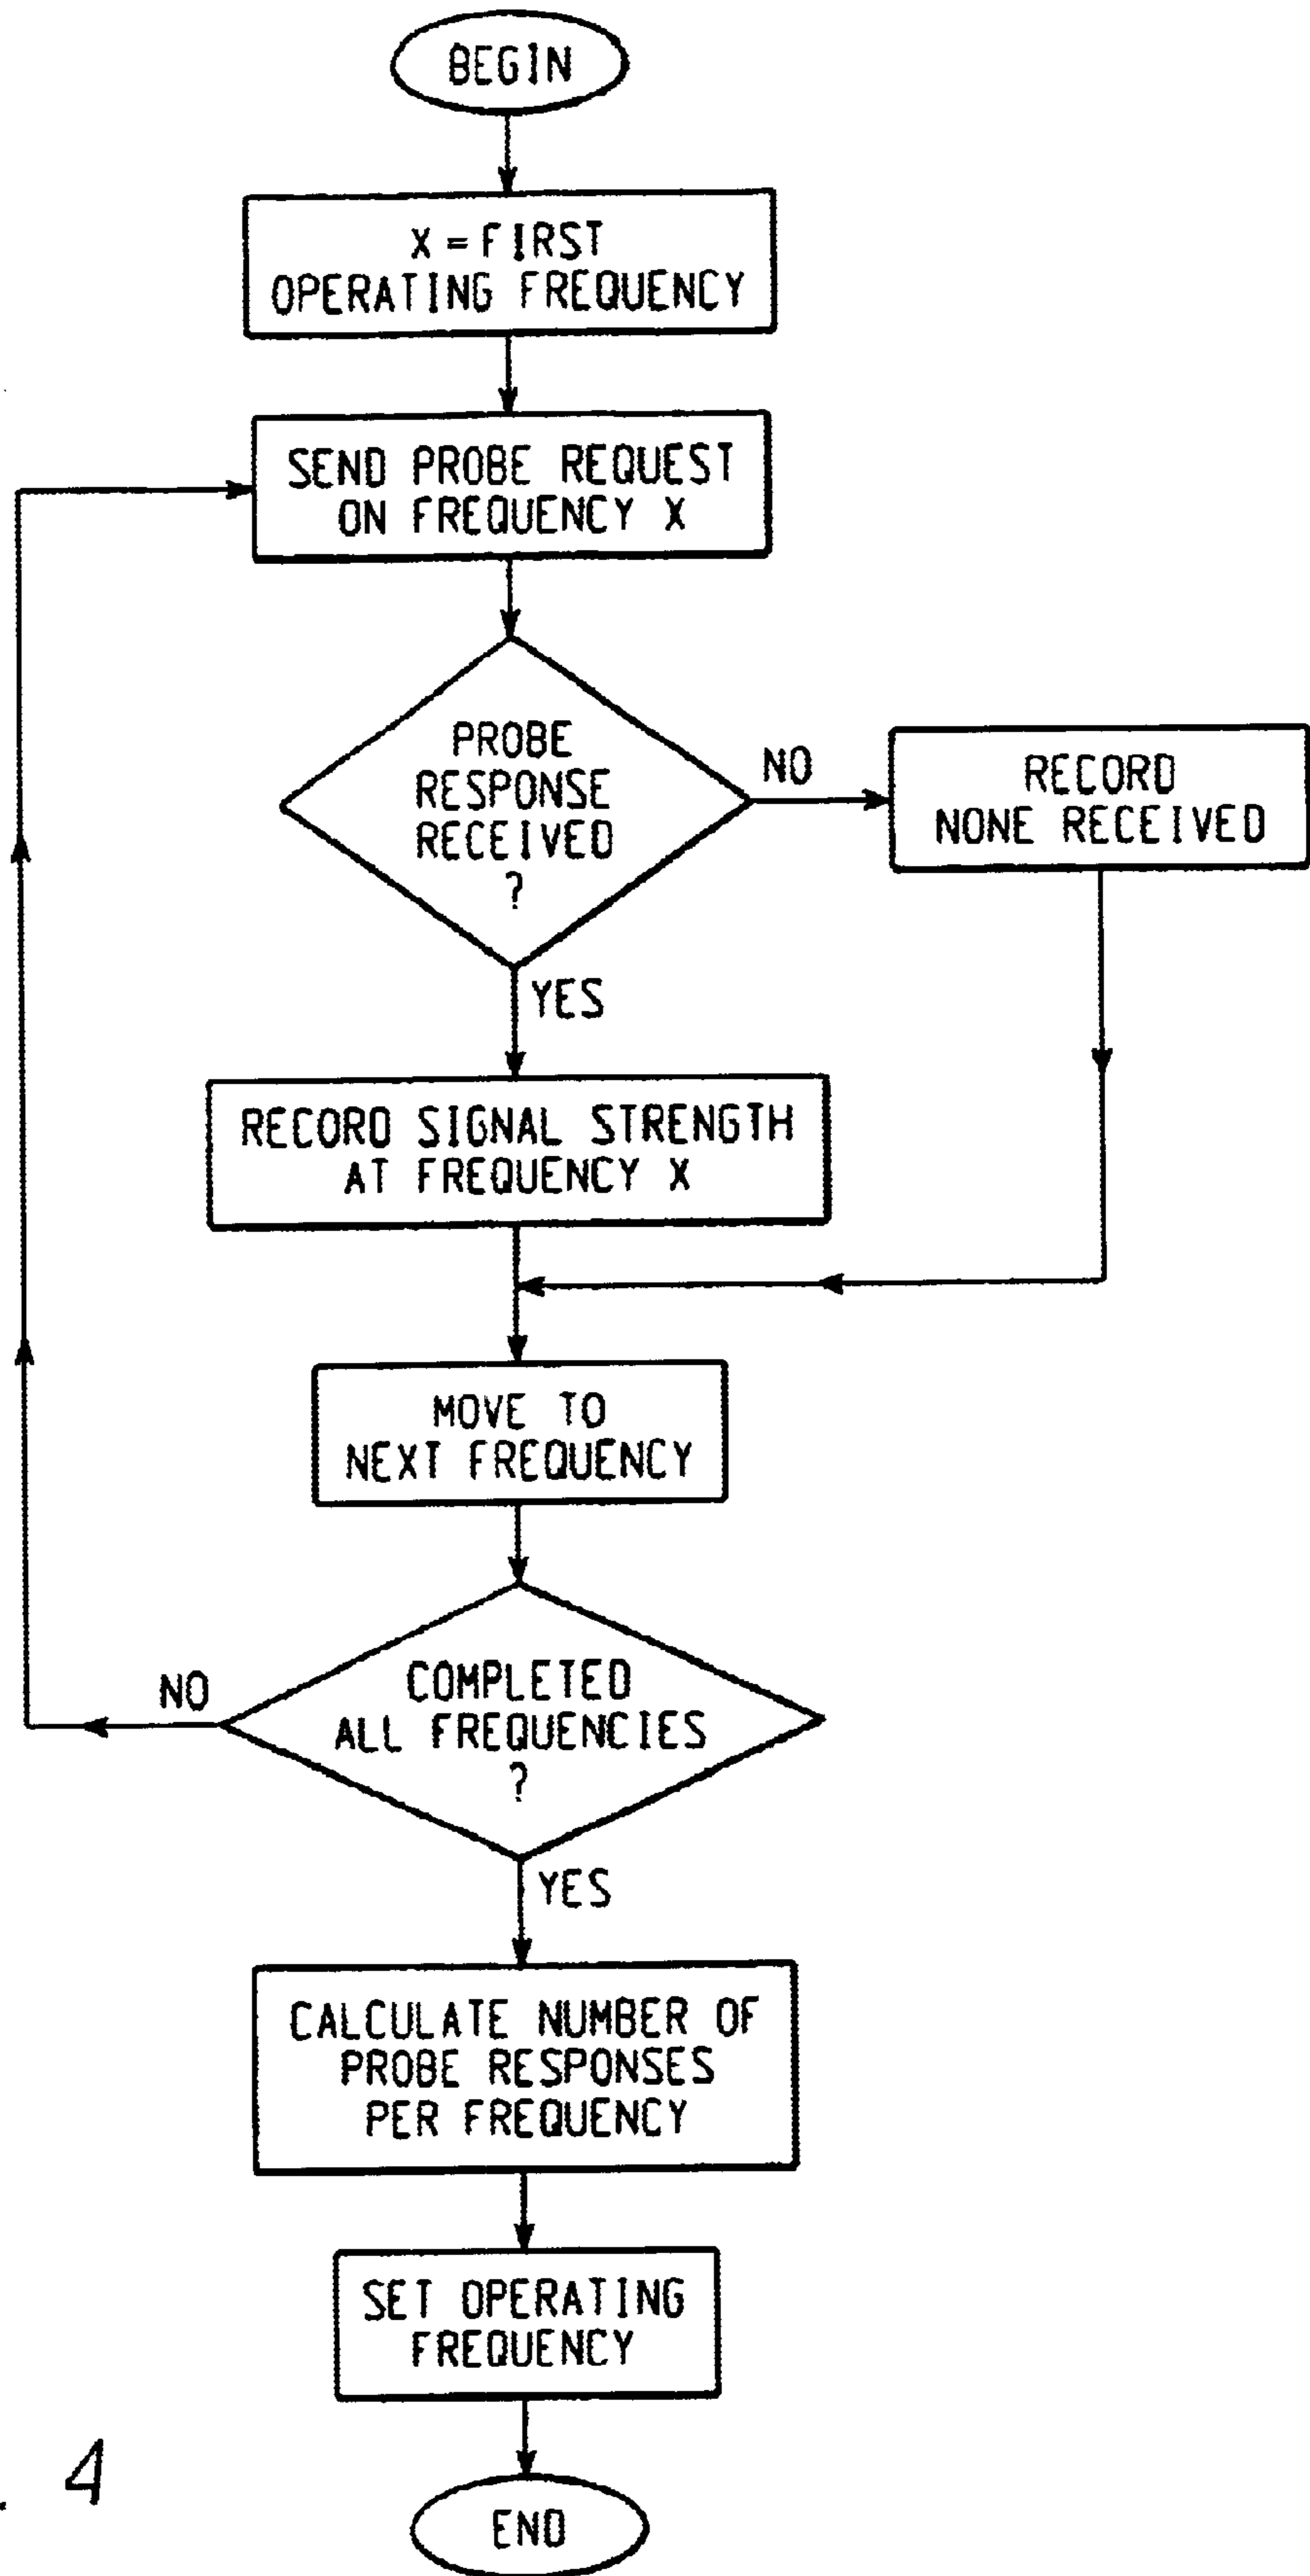 BEGIN
X = FIRST
OPERATING FREQUENCY
SEND PROBE REQUEST
ON FREQUENCY X
PROBE
RESPONSE
RECEIVED
?
NO
RECORD
NONE RECEIVED
YES
RECORD SIGNAL STRENGTH
AT FREQUENCY X
MOVE TO
NEXT FREQUENCY
COMPLETED
ALL FREQUENCIES
?
NO
YES
CALCULATE NUMBER OF
PROBE RESPONSES
PER FREQUENCY
SET OPERATING
FREQUENCY
END
. 4